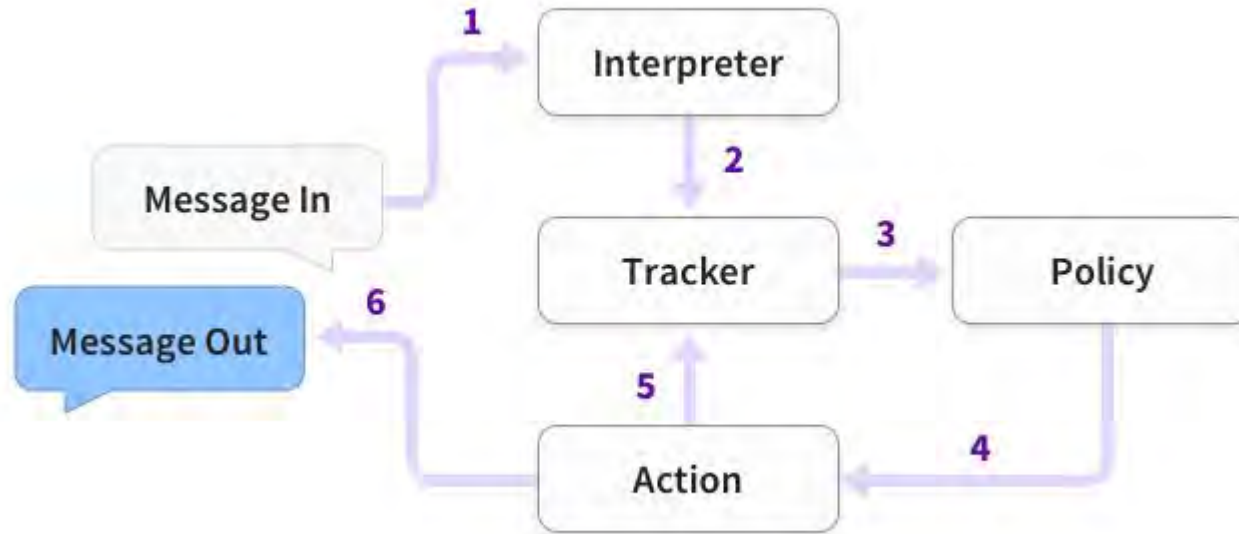 1
Interpreter
2
Message In
3
Tracker
Policy
6
Message Out
5
4
Action